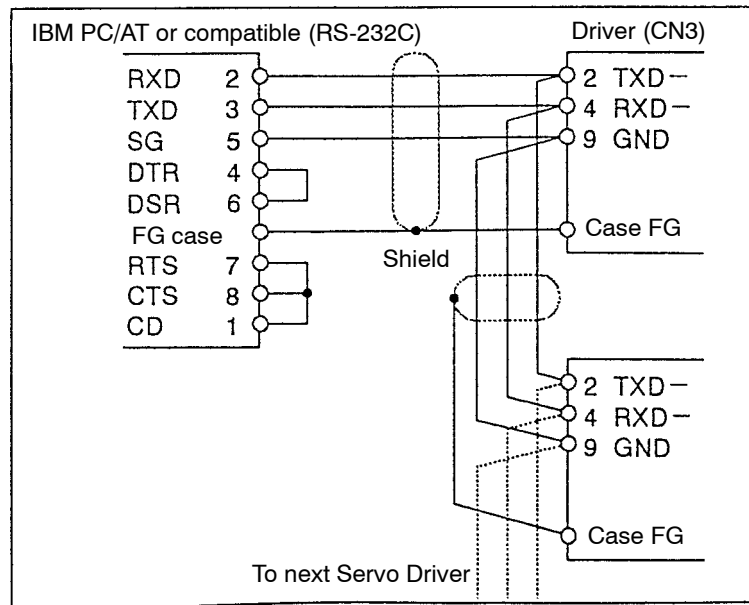 IBM PC/AT or compatible (RS-232C)
Driver (CN3)
RXD 2
TXD 3
SG 5
DTR 4
DSR 6
FG case
RTS 7
CTS 8
CD 1
Shield
2 TXD−
4 RXD−
9 GND
Case FG
2 TXD−
4 RXD−
9 GND
Case FG
To next Servo Driver